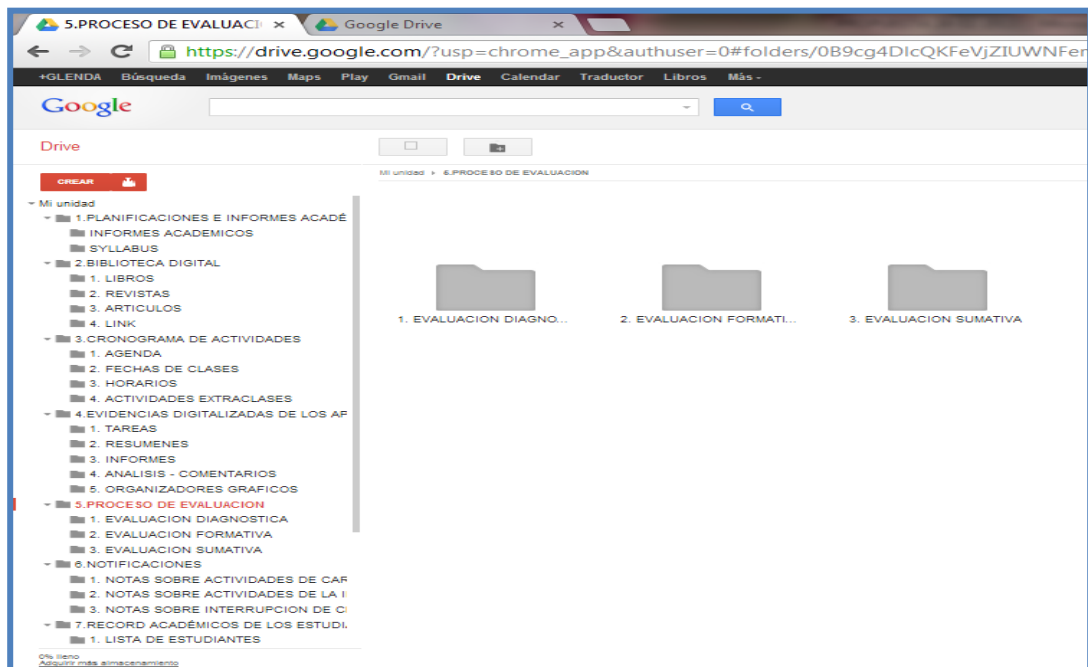 5.PROCESO DE EVALUACI
Google Drive
https://drive.google.com/?usp=chrome_app&authuser=0#folders/0B9cg4DIcQKFeVjZIUWNFer
+GLENDA Búsqueda Imágenes Maps Play Gmail Drive Calendar Traductor Libros Más
Google
Drive
CREAR
Mi unidad 5.PROCESO DE EVALUACION
Mi unidad
1.PLANIFICACIONES E INFORMES ACADÉ
INFORMES ACADEMICOS
SYLLABUS
2.BIBLIOTECA DIGITAL
1. LIBROS
2. REVISTAS
3. ARTICULOS
4. LINK
3.CRONOGRAMA DE ACTIVIDADES
1. AGENDA
2. FECHAS DE CLASES
3. HORARIOS
4. ACTIVIDADES EXTRACLASES
4.EVIDENCIAS DIGITALIZADAS DE LOS AP
1. TAREAS
2. RESUMENES
3. INFORMES
4. ANALISIS - COMENTARIOS
5. ORGANIZADORES GRAFICOS
5.PROCESO DE EVALUACION
1. EVALUACION DIAGNOSTICA
2. EVALUACION FORMATIVA
3. EVALUACION SUMATIVA
6.NOTIFICACIONES
1. NOTAS SOBRE ACTIVIDADES DE CAR
2. NOTAS SOBRE ACTIVIDADES DE LA I
3. NOTAS SOBRE INTERRUPCION DE C
7.RECORD ACADÉMICOS DE LOS ESTUDI
1. LISTA DE ESTUDIANTES
0% lleno
Adquirir más almacenamiento
1. EVALUACION DIAGNO...
2. EVALUACION FORMATI...
3. EVALUACION SUMATIVA